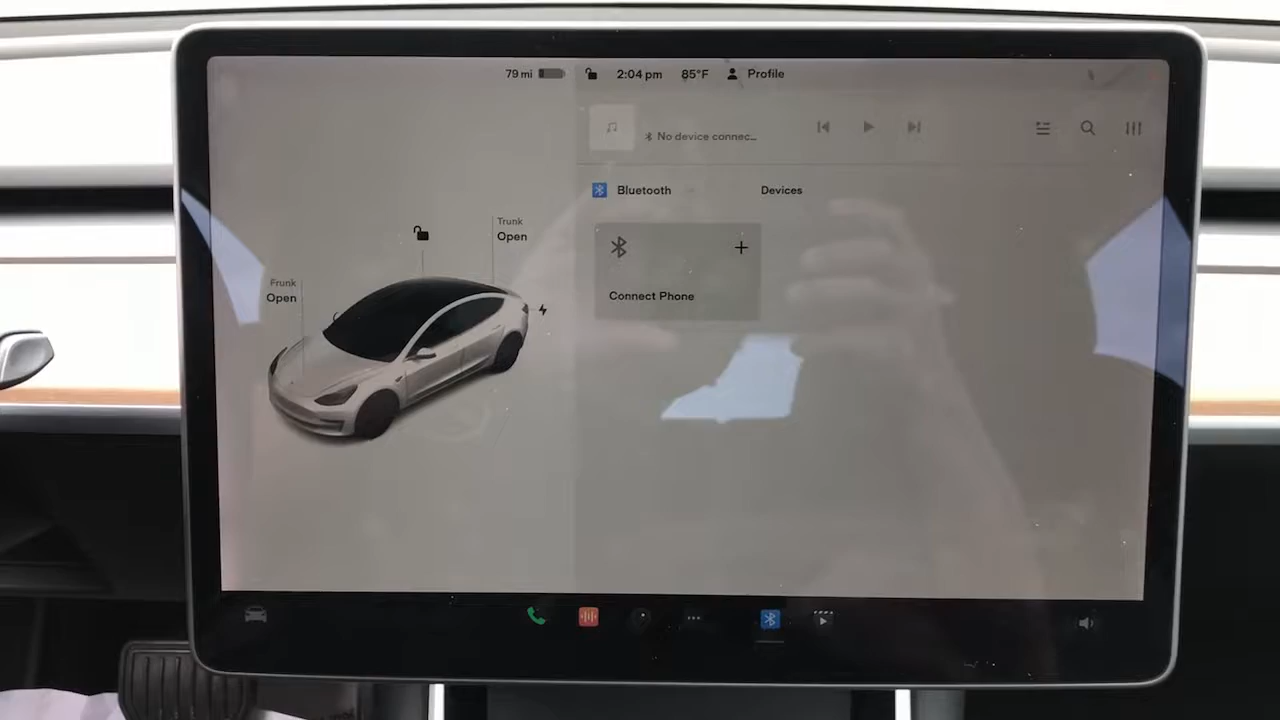 79 mi
2:04 pm
85°F
Profile
No device connec...
Bluetooth
Devices
Connect Phone
Trunk
Open
Frunk
Open